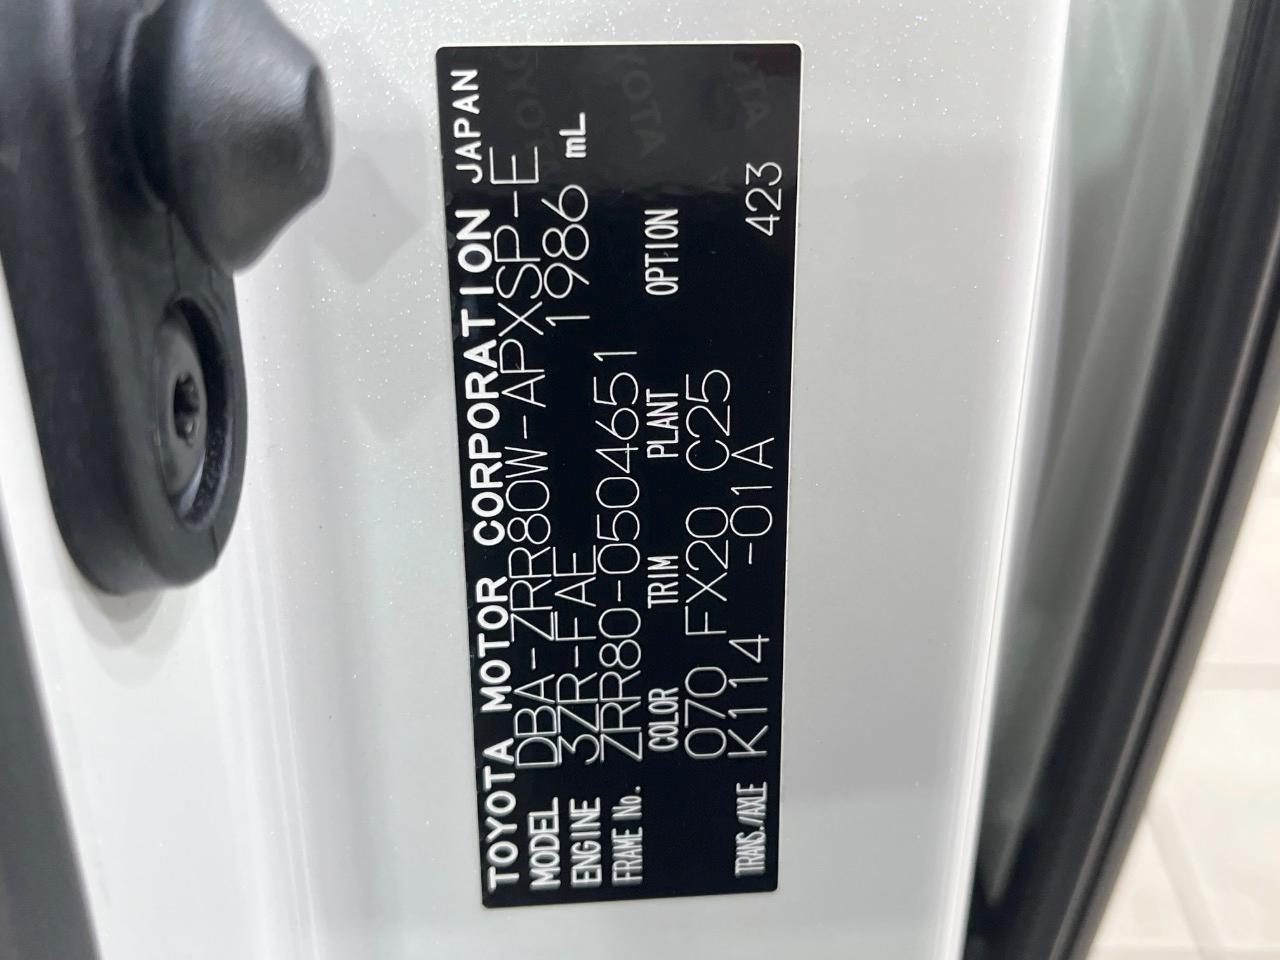 TOYOTA MOTOR CORPORATION JAPAN
MODEL DBA-ZRR80W-APXSP-E
ENGINE 3ZR-FAE 1986 mL
FRAME No. ZRR80-0504651
COLOR TRIM PLANT OPTION
070 FX20 C25
TRANS./AXLE K114 -01A 423